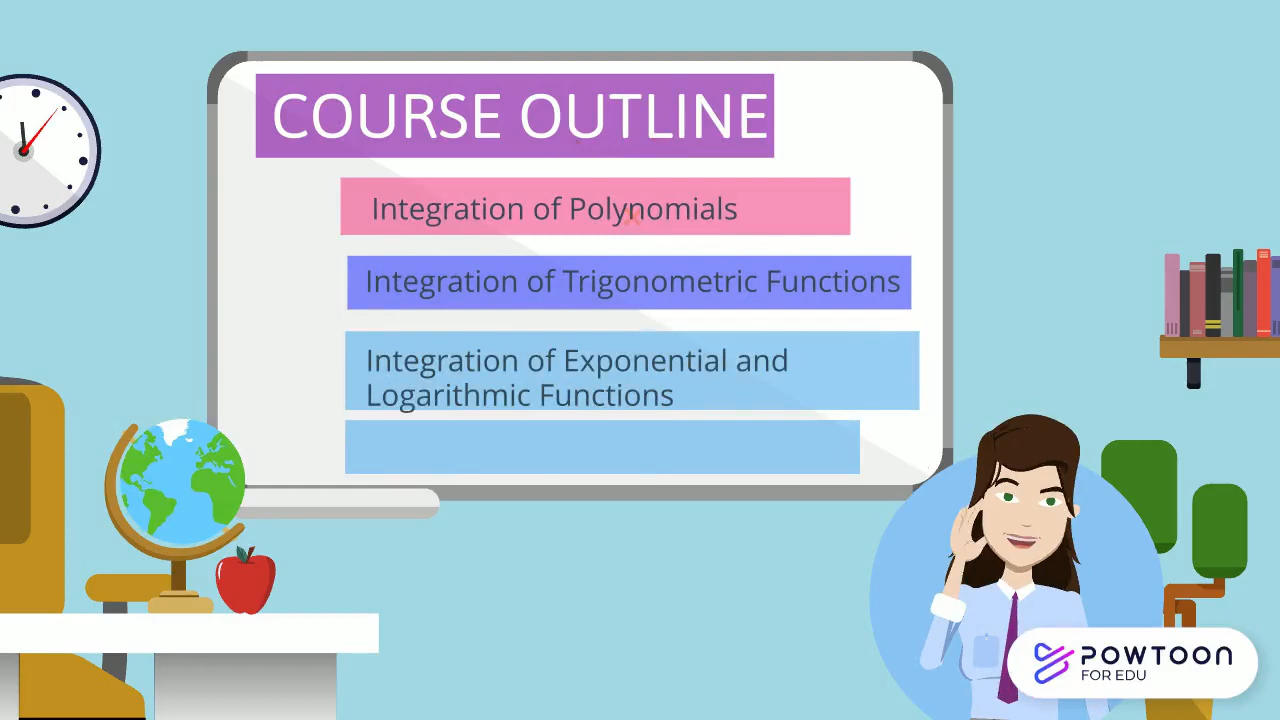 COURSE OUTLINE
Integration of Polynomials
Integration of Trigonometric Functions
Integration of Exponential and
Logarithmic Functions
POWTOON
FOR EDU